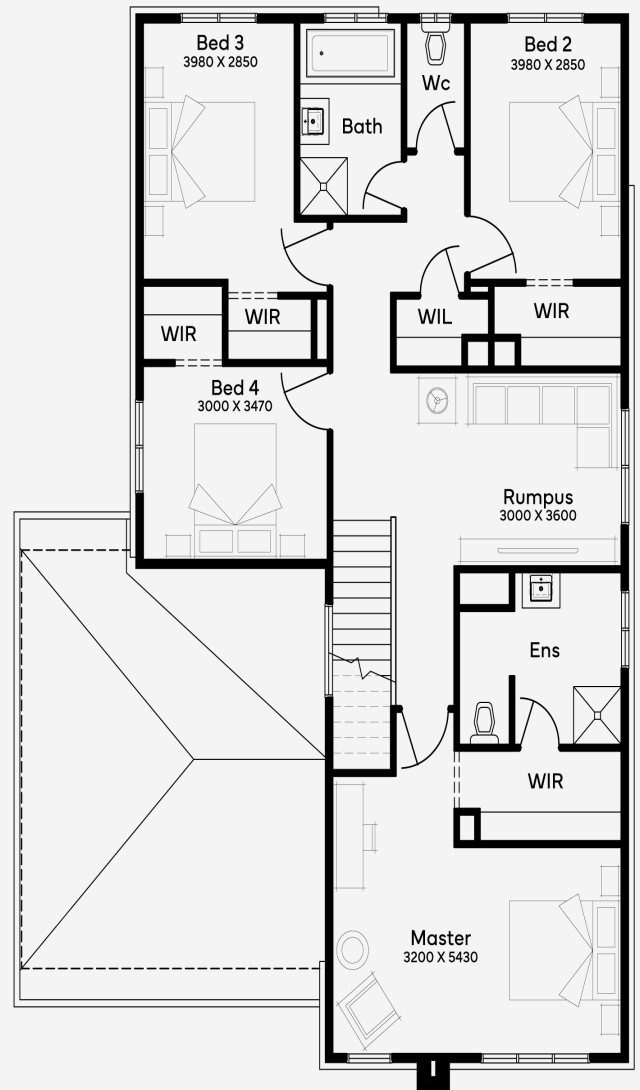 Bed 3
3980 X 2850
Bath
Wc
Bed 2
3980 X 2850
WIR
WIR
WIL
WIR
Bed 4
3000 X 3470
Rumpus
3000 X 3600
Ens
WIR
Master
3200 X 5430